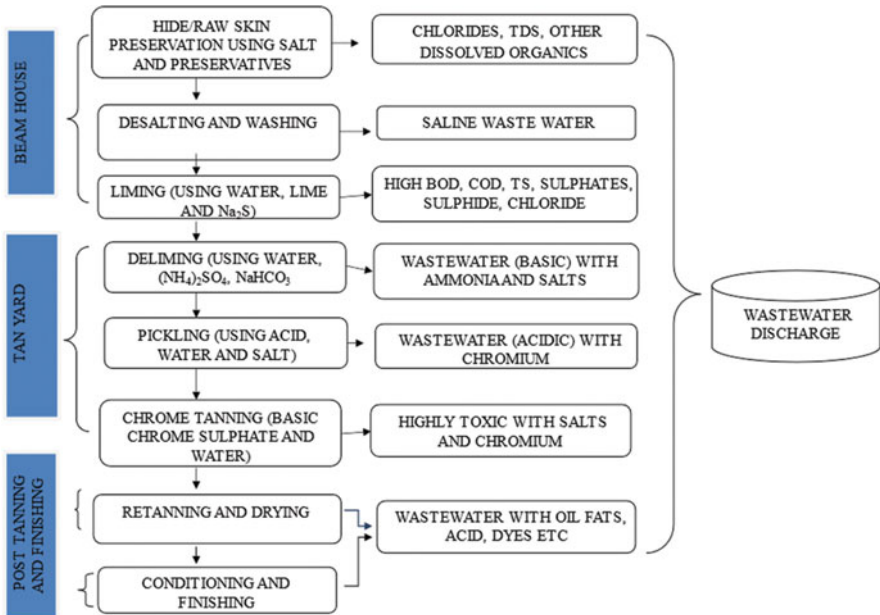 BEAM HOUSE
HIDE/RAW SKIN
PRESERVATION USING SALT
AND PRESERVATIVES
CHLORIDES, TDS, OTHER
DISSOLVED ORGANICS
DESALTING AND WASHING
SALINE WASTE WATER
LIMING (USING WATER, LIME
AND Na₂S)
HIGH BOD, COD, TS, SULPHATES,
SULPHIDE, CHLORIDE
TAN YARD
DELIMING (USING WATER,
(NH₄)₂SO₄, NaHCO₃
WASTEWATER (BASIC) WITH
AMMONIA AND SALTS
PICKLING (USING ACID,
WATER AND SALT)
WASTEWATER (ACIDIC) WITH
CHROMIUM
CHROME TANNING (BASIC
CHROME SULPHATE AND
WATER)
HIGHLY TOXIC WITH SALTS
AND CHROMIUM
POST TANNING
AND FINISHING
RETANNING AND DRYING
WASTEWATER WITH OIL FATS,
ACID, DYES ETC
CONDITIONING AND
FINISHING
WASTEWATER
DISCHARGE